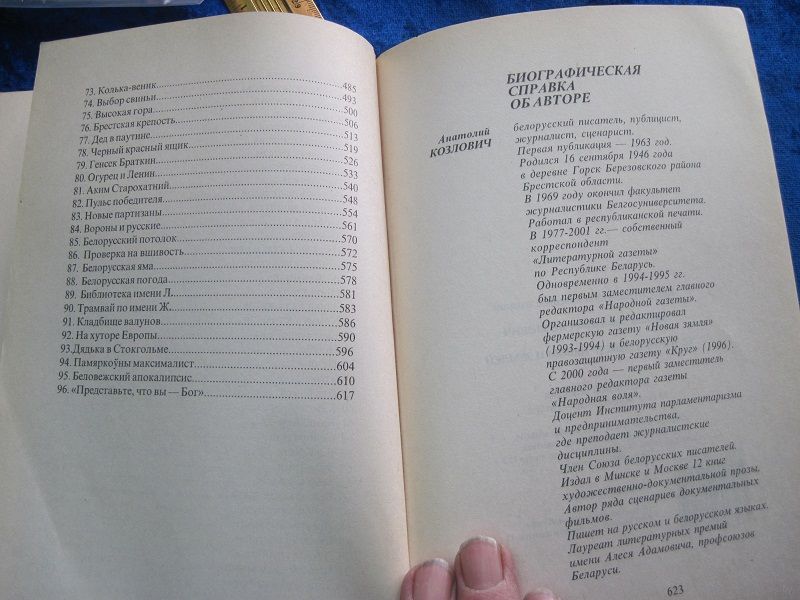 73. Колька-веник........485
74. Выбор свиньи........493
75. Высокая гора........500
76. Брестская крепость........506
77. Дед в паутине........513
78. Черный красный ящик........519
79. Генсек Браткин........526
80. Огурец и Ленин........533
81. Аким Старохатний........540
82. Пульс победителя........548
83. Новые партизаны........554
84. Вороны и русские........561
85. Белорусский потолок........570
86. Проверка на вшивость........572
87. Белорусская яма........575
88. Белорусская погода........578
89. Библиотека имени Л........581
90. Трамвай по имени Ж........583
91. Кладбище валунов........586
92. На хуторе Европы........590
93.Дядька в Стокгольме........596
94. Памяркоўны максималист........604
95. Беловежский апокалипсис........610
96. «Представьте, что вы — Бог»........617
БИОГРАФИЧЕСКАЯ
СПРАВКА
ОБ АВТОРЕ
Анатолий
КОЗЛОВИЧ
белорусский писатель, публицист,
журналист, сценарист.
Первая публикация — 1963 год.
Родился 16 сентября 1946 года
в деревне Горск Березовского района
Брестской области.
В 1969 году окончил факультет
журналистики Белгосуниверситета.
Работал в республиканской печати.
В 1977-2001 гг.— собственный
корреспондент
«Литературной газеты»
по Республике Беларусь.
Одновременно в 1994-1995 гг.
был первым заместителем главного
редактора «Народной газеты».
Организовал и редактировал
фермерскую газету «Новая зямля»
(1993-1994) и белорусскую
правозащитную газету «Круг» (1996).
С 2000 года — первый заместитель
главного редактора газеты
«Народная воля».
Доцент Института парламентаризма
и предпринимательства,
где преподает журналистские
дисциплины.
Член Союза белорусских писателей.
Издал в Минске и Москве 12 книг
художественно-документальной прозы,
Автор ряда сценариев документальных
фильмов.
Пишет на русском и белорусском языках.
Лауреат литературных премий
имени Алеся Адамовича, профсоюзов
Беларуси.
623